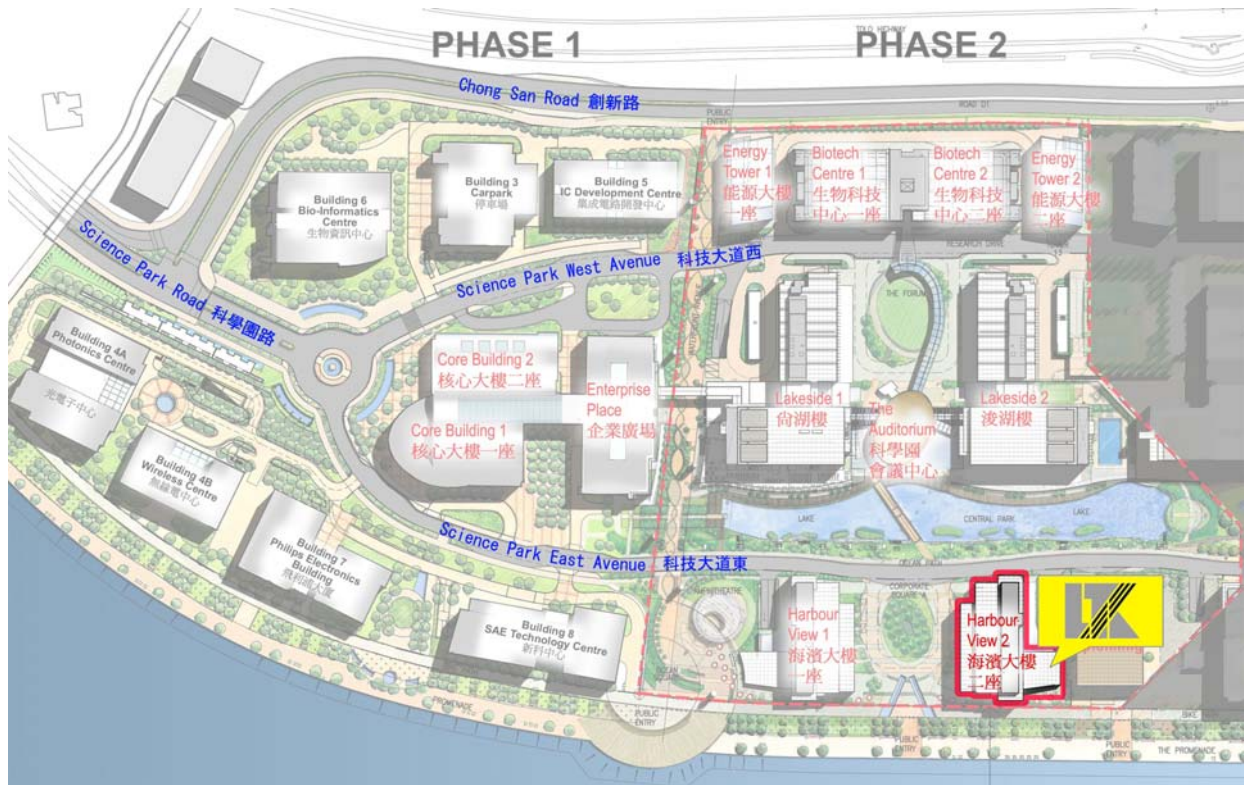 PHASE 1
PHASE 2
TOLO HIGHWAY
Chong San Road 創新路
ROAD D1
PUBLIC
ENTRY
Energy
Tower 1
能源大樓
一座
Biotech
Centre 1
生物科技
中心一座
Biotech
Centre 2
生物科技
中心二座
Energy
Tower 2
能源大樓
二座
Building 3
Carpark
停車場
Building 5
IC Development Centre
集成電路開發中心
Building 6
Bio-Informatics
Centre
生物資訊中心
Science Park West Avenue 科技大道西
RESEARCH DRIVE
Science Park Road 科學園路
THE FORUM
Building 4A
Photonics Centre
光電子中心
Core Building 2
核心大樓二座
Enterprise
Place
企業廣場
Core Building 1
核心大樓一座
Lakeside 1
尚湖樓
The
Auditorium
科學園
會議中心
Lakeside 2
浚湖樓
Building 4B
Wireless Centre
無線電中心
LAKE
CENTRAL PARK
LAKE
Building 7
Philips Electronics
Building
飛利浦大廈
Science Park East Avenue 科技大道東
AMPHITHEATRE
CORPORATE
SQUARE
Harbour
View 1
海濱大樓
一座
Harbour
View 2
海濱大樓
二座
LTK
Building 8
SAE Technology Centre
新科中心
PROMENADE
PUBLIC
ENTRY
PUBLIC
ENTRY
PUBLIC
ENTRY
BIKE
THE PROMENADE